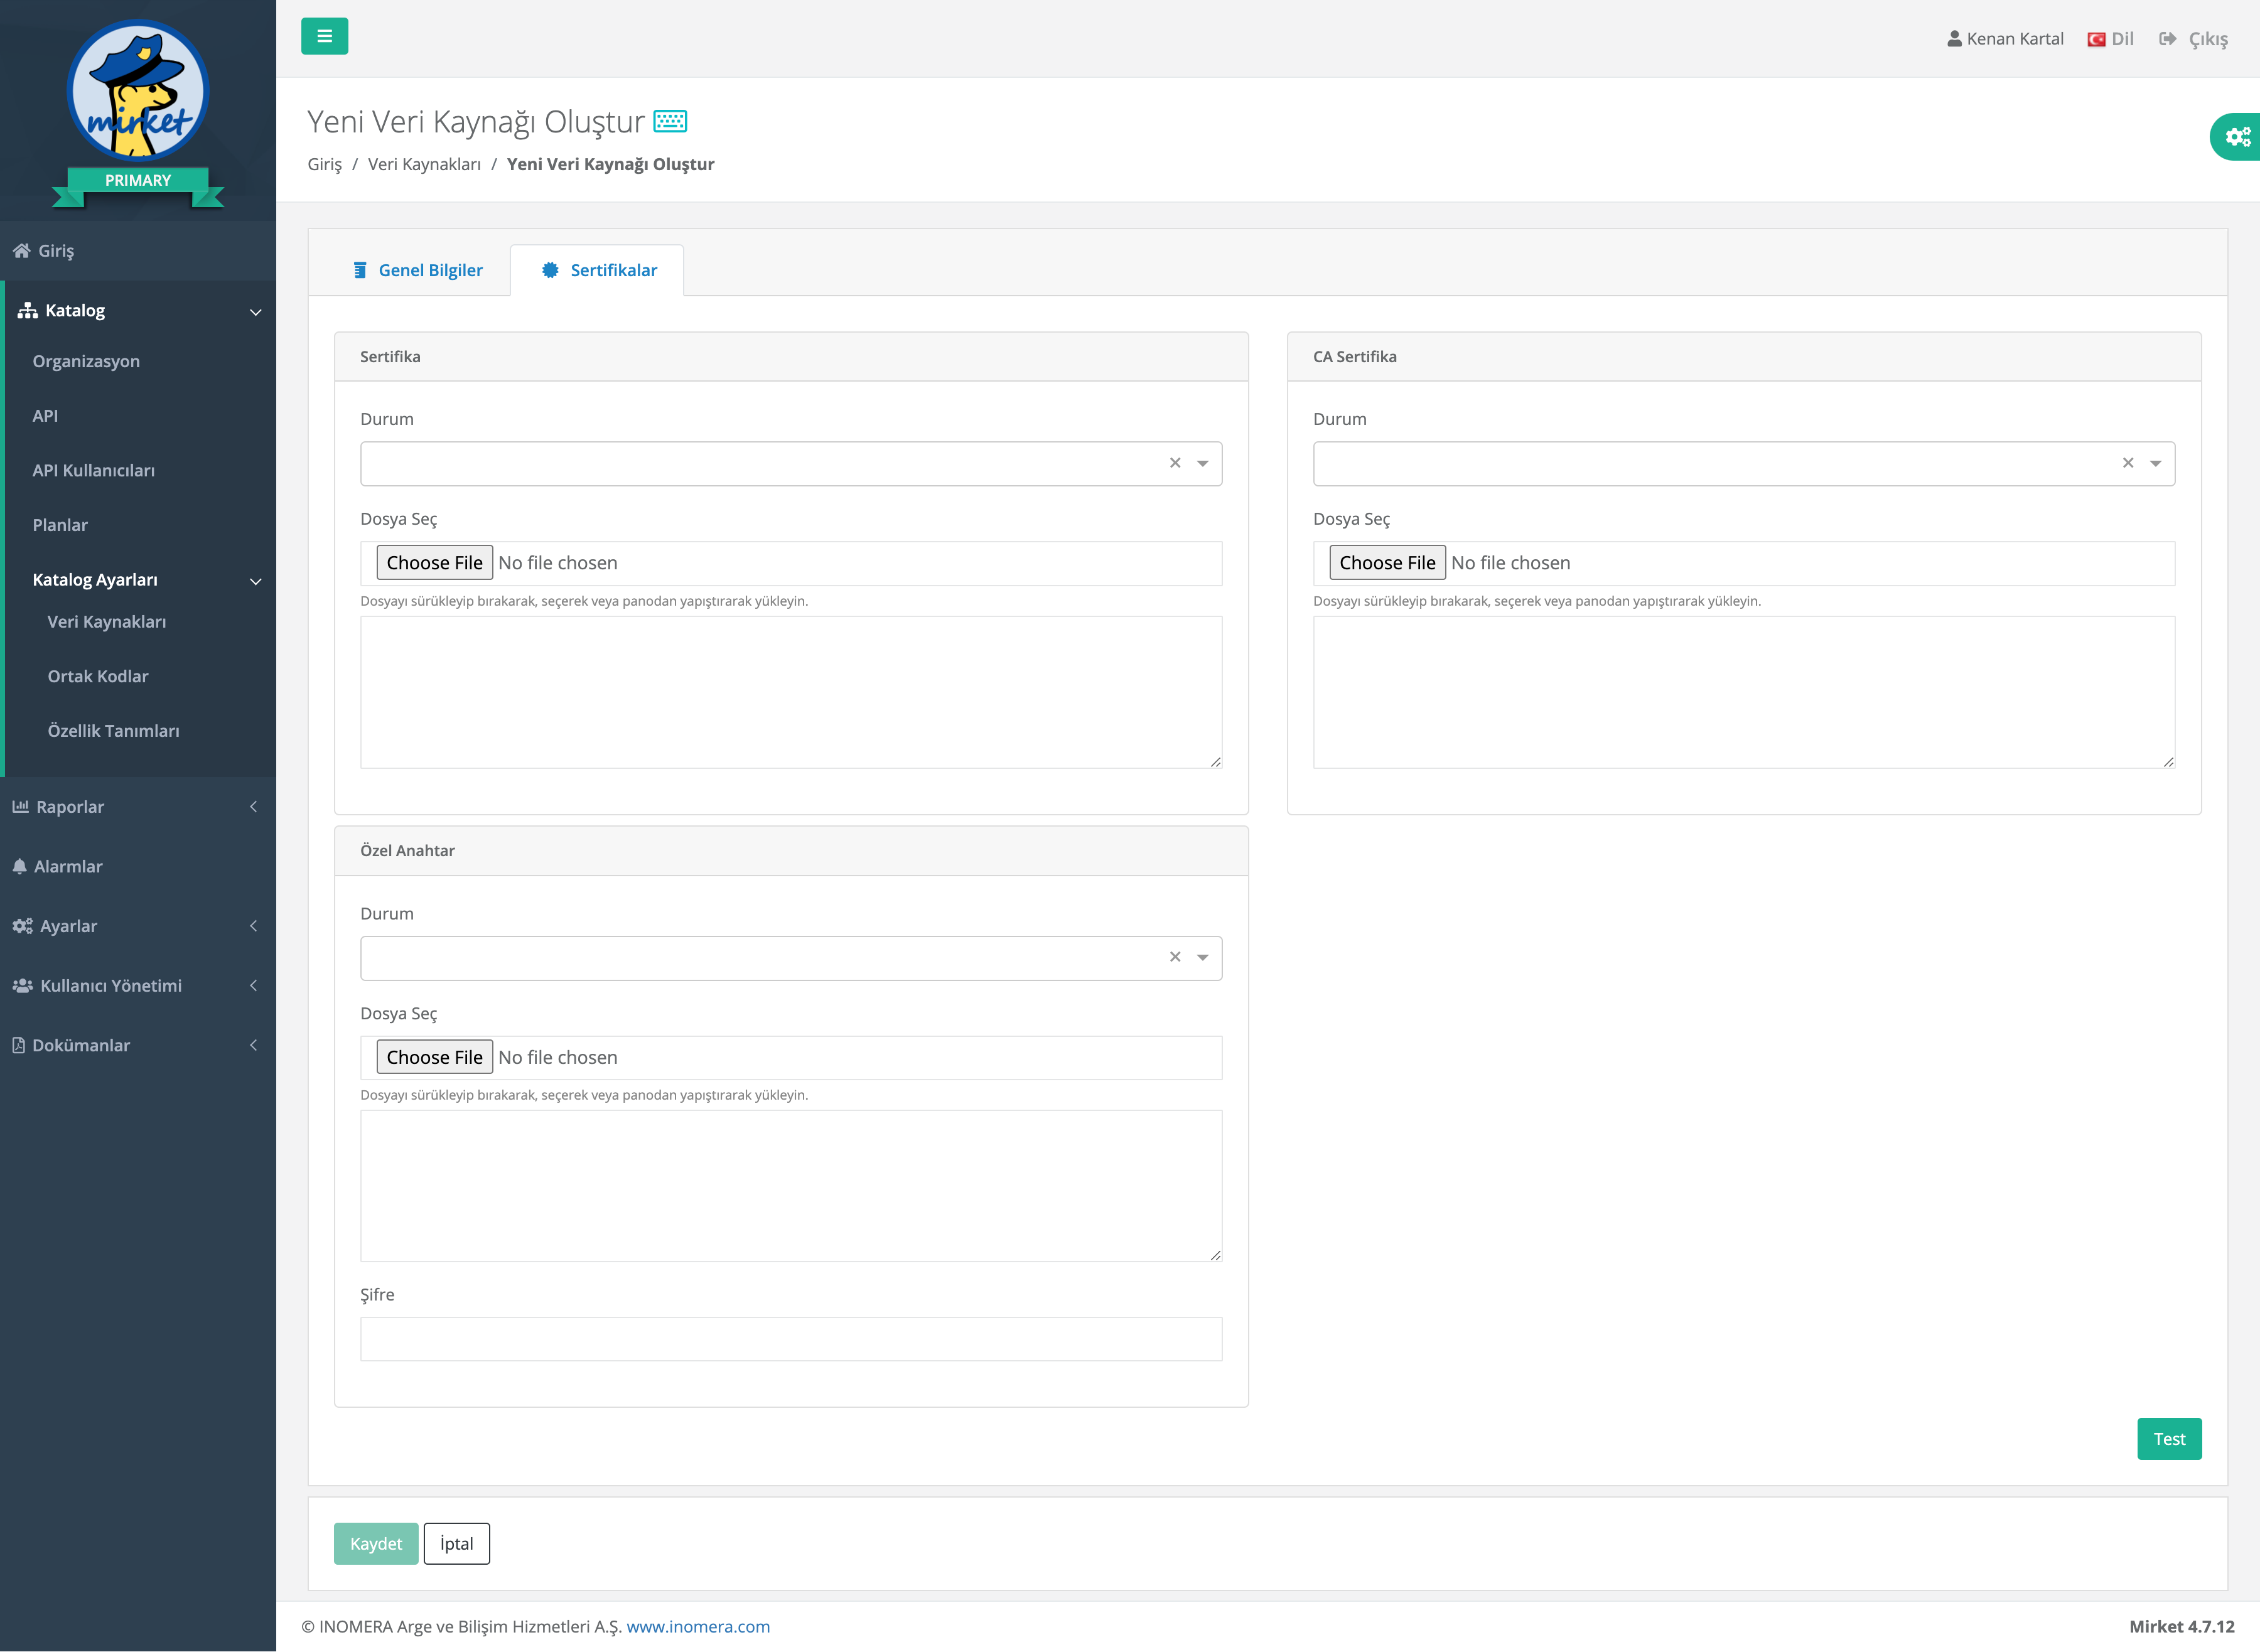 mirket
PRIMARY
Giriş
Katalog
Organizasyon
API
API Kullanıcıları
Planlar
Katalog Ayarları
Veri Kaynakları
Ortak Kodlar
Özellik Tanımları
Raporlar
Alarmlar
Ayarlar
Kullanıcı Yönetimi
Dokümanlar
Kenan Kartal Dil Çıkış
Yeni Veri Kaynağı Oluştur
Giriş / Veri Kaynakları / Yeni Veri Kaynağı Oluştur
Genel Bilgiler Sertifikalar
Sertifika
Durum
Dosya Seç
Choose File No file chosen
Dosyayı sürükleyip bırakarak, seçerek veya panodan yapıştırarak yükleyin.
CA Sertifika
Durum
Dosya Seç
Choose File No file chosen
Dosyayı sürükleyip bırakarak, seçerek veya panodan yapıştırarak yükleyin.
Özel Anahtar
Durum
Dosya Seç
Choose File No file chosen
Dosyayı sürükleyip bırakarak, seçerek veya panodan yapıştırarak yükleyin.
Şifre
Test
Kaydet İptal
© INOMERA Arge ve Bilişim Hizmetleri A.Ş. www.inomera.com
Mirket 4.7.12